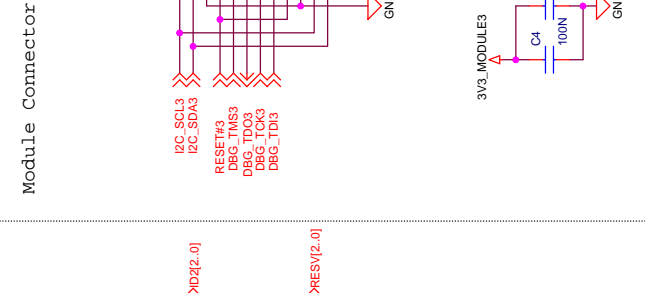 Module Connector
I2C_SCL3
I2C_SDA3
RESET#3
DBG_TMS3
DBG_TDO3
DBG_TCK3
DBG_TDI3
GN
3V3_MODULE3
C4
100N
GN
ID2[2..0]
RESV[2..0]